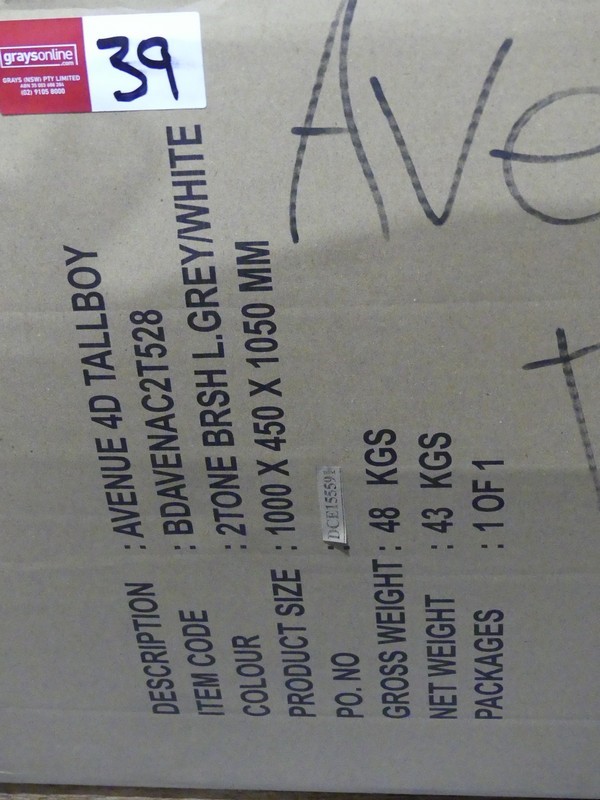 graysonline
.com
GRAYS (NSW) PTY LIMITED
(02) 9105 8000
39
AVe
DESCRIPTION : AVENUE 4D TALLBOY
ITEM CODE : BDAVENAC2T528
COLOUR : 2TONE BRSH L.GREY/WHITE
PRODUCT SIZE : 1000 X 450 X 1050 MM
PO. NO : DCE155591
GROSS WEIGHT : 48 KGS
NET WEIGHT : 43 KGS
PACKAGES : 1 OF 1